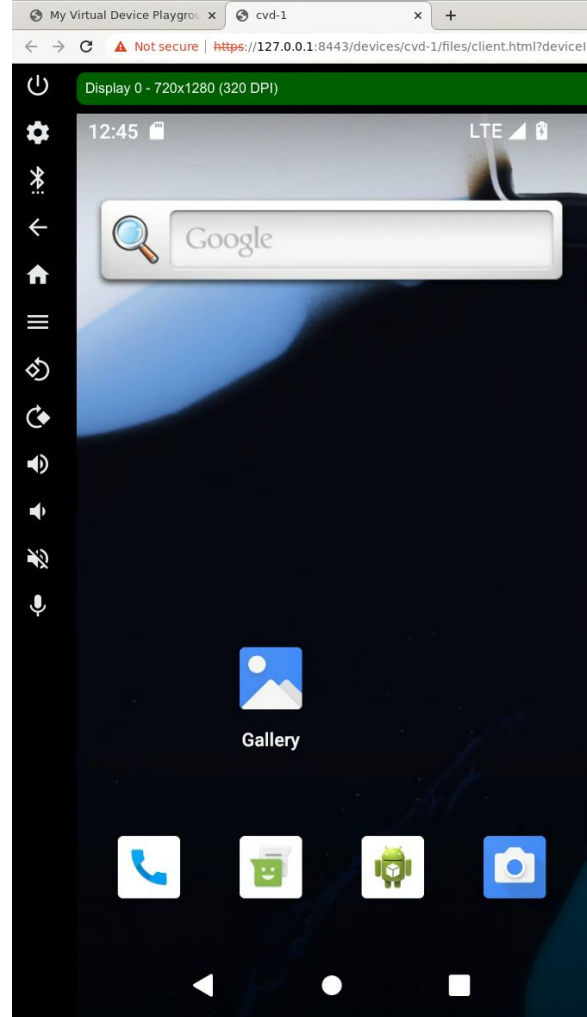 My Virtual Device Playgrou
cvd-1
Not secure | https://127.0.0.1:8443/devices/cvd-1/files/client.html?deviceI
Display 0 - 720x1280 (320 DPI)
12:45
LTE
Google
Gallery